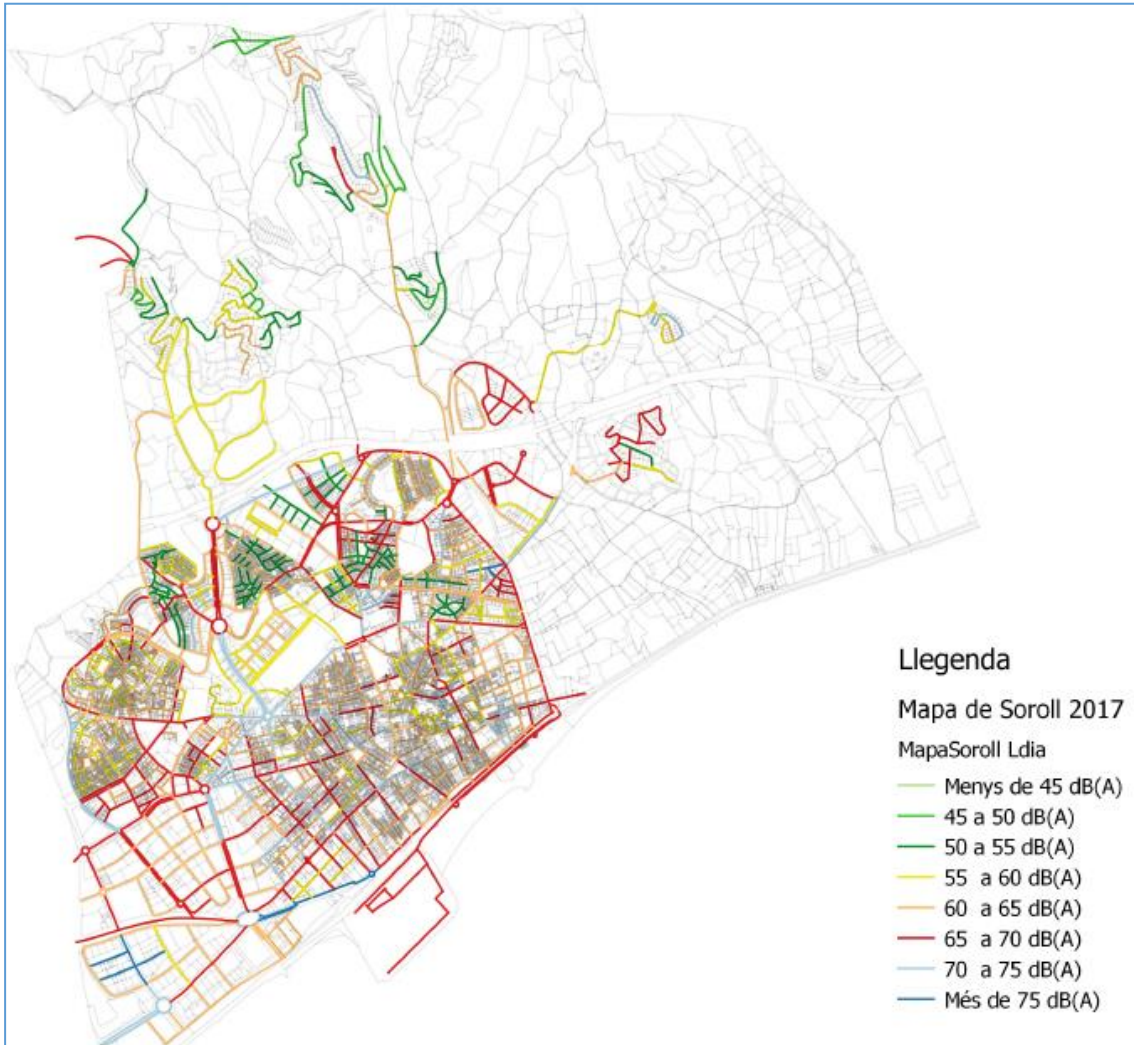 Llegenda
Mapa de Soroll 2017
MapaSoroll Ldia
Menys de 45 dB(A)
45 a 50 dB(A)
50 a 55 dB(A)
55 a 60 dB(A)
60 a 65 dB(A)
65 a 70 dB(A)
70 a 75 dB(A)
Més de 75 dB(A)